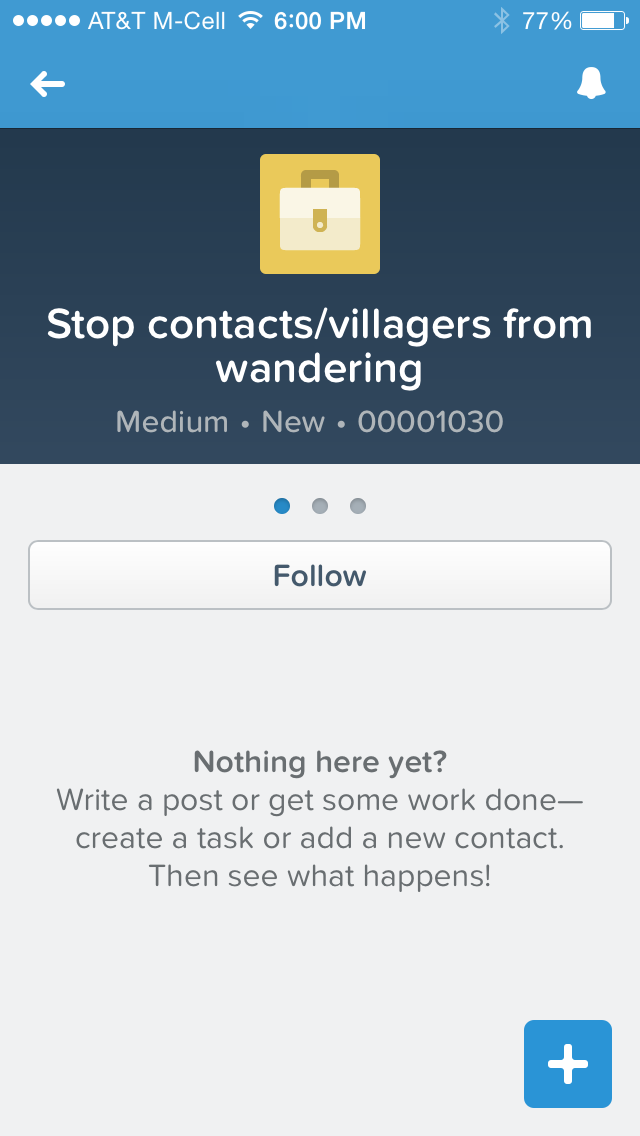 AT&T M-Cell 6:00 PM 77%
Stop contacts/villagers from
wandering
Medium • New • 00001030
Follow
Nothing here yet?
Write a post or get some work done—
create a task or add a new contact.
Then see what happens!